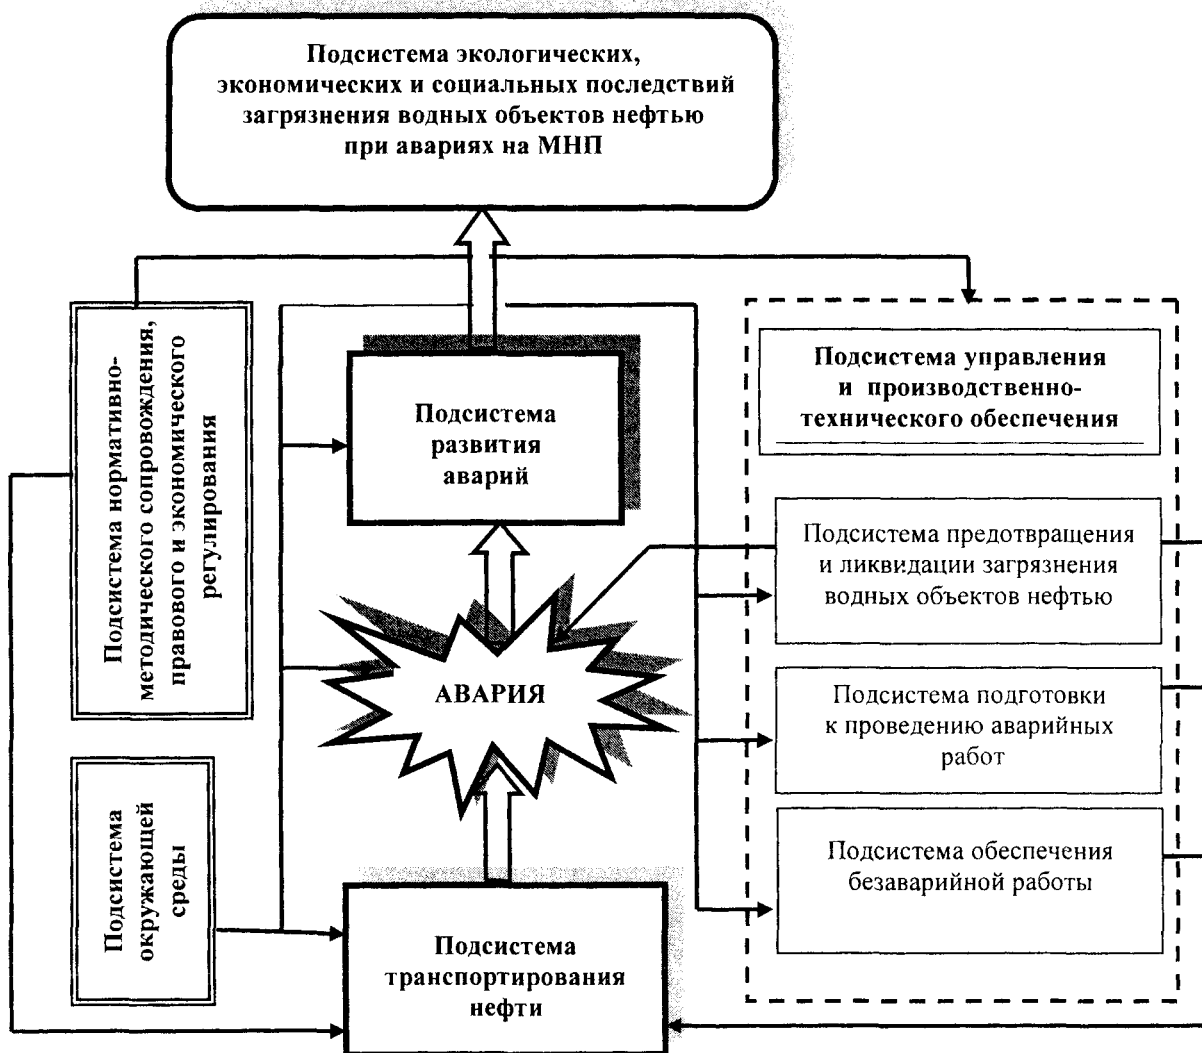 Подсистема экологических,
экономических и социальных последствий
загрязнения водных объектов нефтью
при авариях на МНП
Подсистема нормативно-
методического сопровождения,
правового и экономического
регулирования
Подсистема
развития
аварий
Подсистема управления
и производственно-
технического обеспечения
Подсистема предотвращения
и ликвидации загрязнения
водных объектов нефтью
АВАРИЯ
Подсистема подготовки
к проведению аварийных
работ
Подсистема
окружающей
среды
Подсистема обеспечения
безаварийной работы
Подсистема
транспортирования
нефти